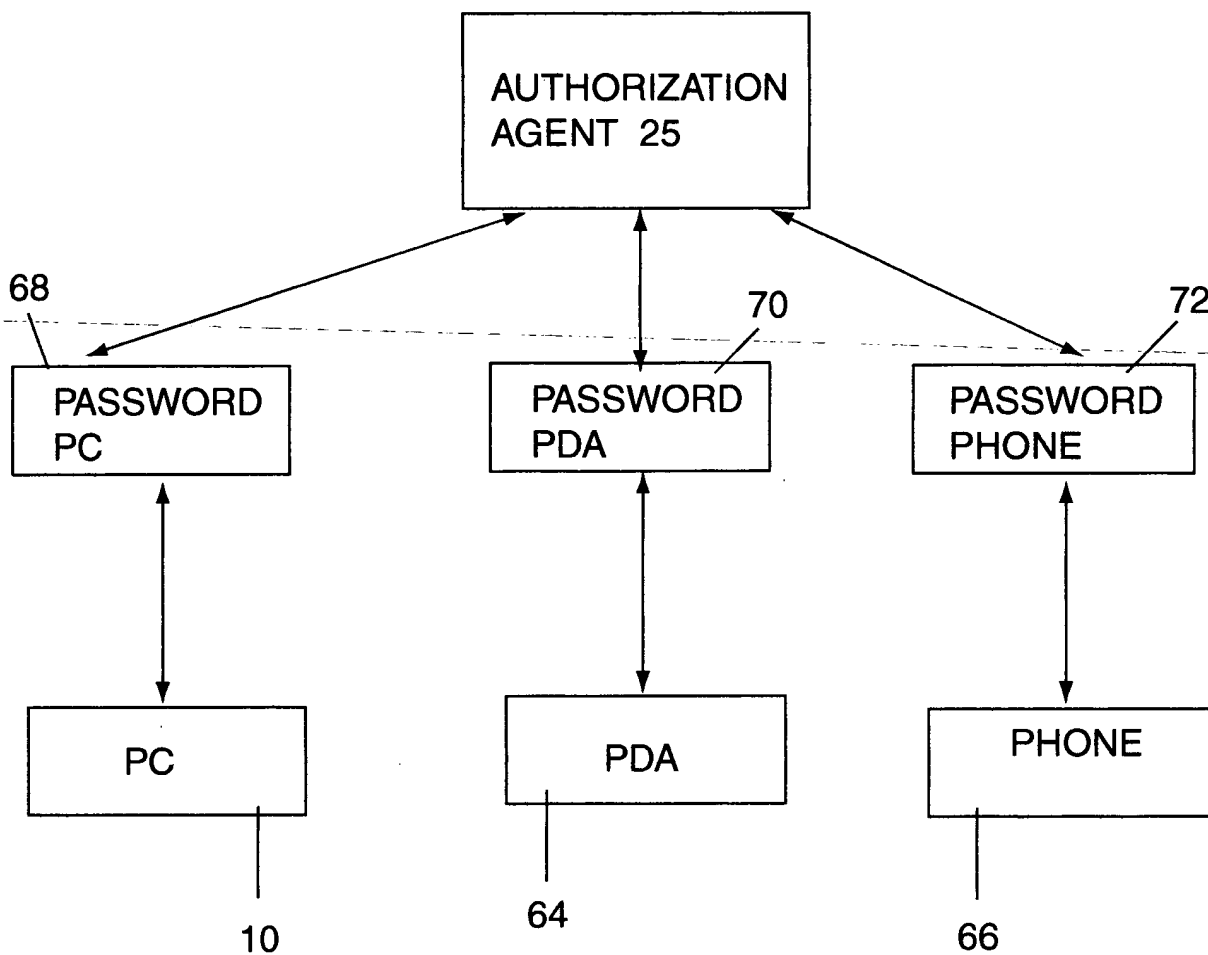 AUTHORIZATION
AGENT 25
68
70
72
PASSWORD
PC
PASSWORD
PDA
PASSWORD
PHONE
PC
PDA
PHONE
10
64
66